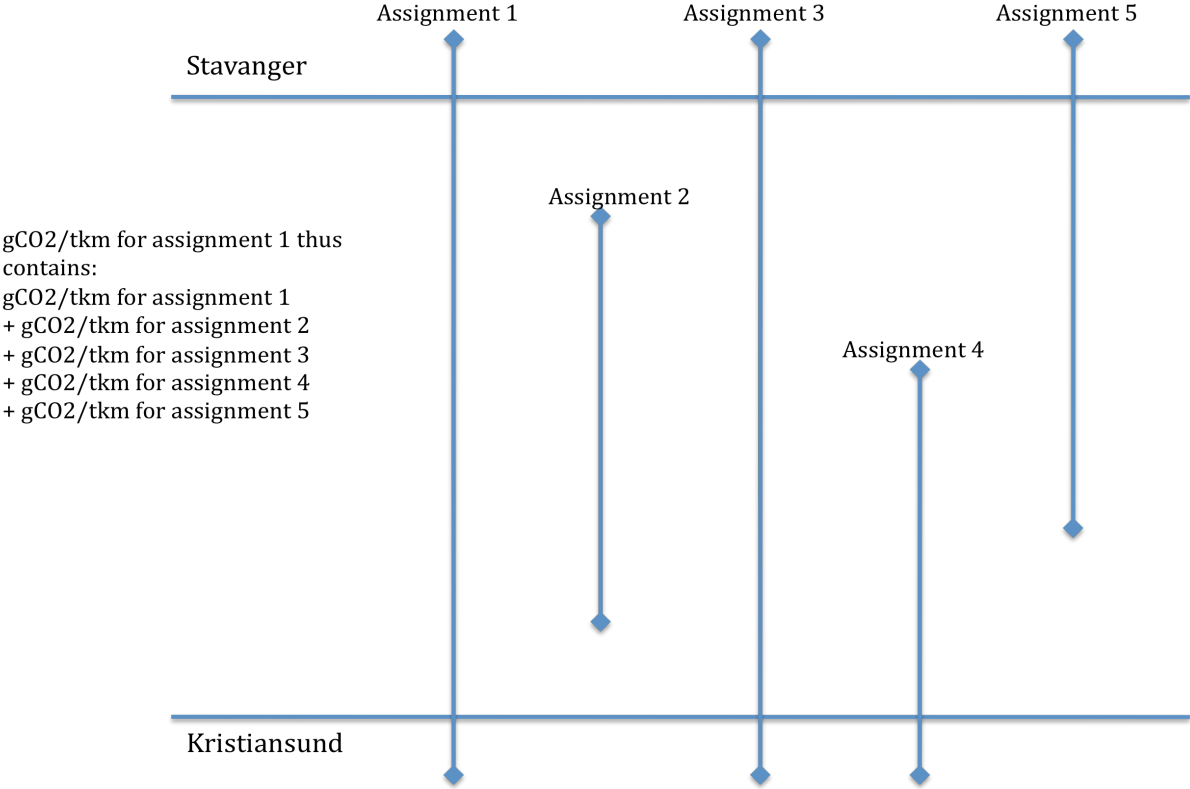 Assignment 1
Assignment 3
Assignment 5
Stavanger
Assignment 2
gCO2/tkm for assignment 1 thus
contains:
gCO2/tkm for assignment 1
+ gCO2/tkm for assignment 2
+ gCO2/tkm for assignment 3
+ gCO2/tkm for assignment 4
+ gCO2/tkm for assignment 5
Assignment 4
Kristiansund